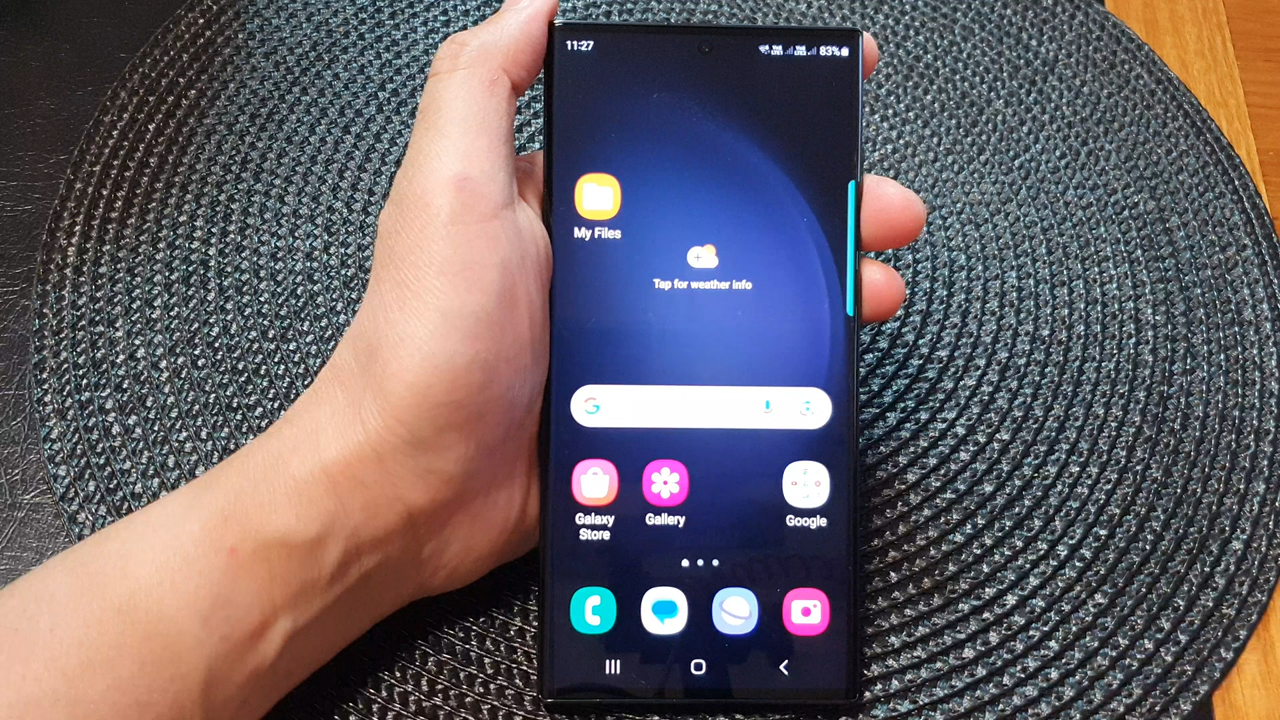 11:27
83%
My Files
Tap for weather info
G
Galaxy
Store
Gallery
Google